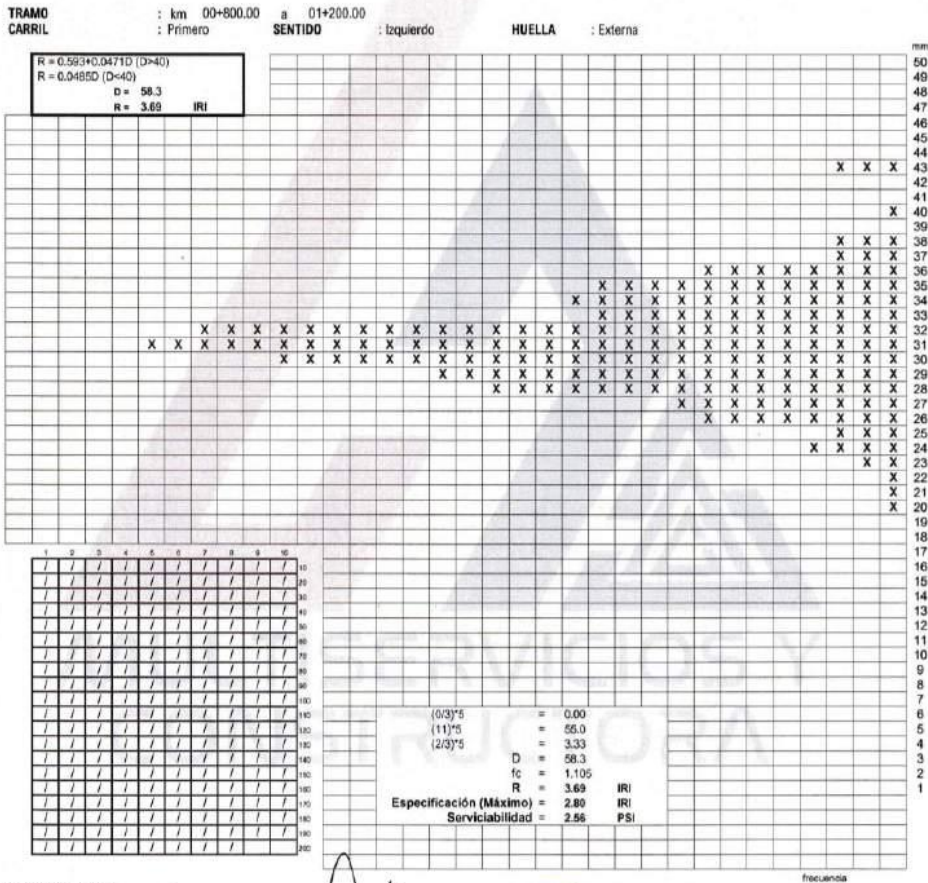 TRAMO : km 00+800.00 a 01+200.00
CARRIL : Primero SENTIDO : Izquierdo HUELLA : Externa
mm
R = 0.593+0.0471D (D>40)
R = 0.0485D (D<40)
D = 58.3
R = 3.69 IRI
50
49
48
47
46
45
44
X X X 43
42
41
X 40
39
X X X 38
X X X 37
X X X X X X X X 36
X X X X X X X X X X X X 35
X X X X X X X X X X X X X 34
X X X X X X X X X X X X 33
X X X X X X X X X X X X X X X X X X X X X X X X X X X 32
X X X X X X X X X X X X X X X X X X X X X X X X X X X X X 31
X X X X X X X X X X X X X X X X X X X X X X X X 30
X X X X X X X X X X X X X X X X X X 29
X X X X X X X X X X X X X X X X 28
X X X X X X X X X 27
X X X X X X X X 26
X X X 25
X X X X 24
X X 23
X 22
X 21
X 20
19
18
17
16
15
14
13
12
11
10
9
8
7
6
5
4
3
2
1
1 2 3 4 5 6 7 8 9 10
/ / / / / / / / / / 10
/ / / / / / / / / / 20
/ / / / / / / / / / 30
/ / / / / / / / / / 40
/ / / / / / / / / / 50
/ / / / / / / / / / 60
/ / / / / / / / / / 70
/ / / / / / / / / / 80
/ / / / / / / / / / 90
/ / / / / / / / / / 100
/ / / / / / / / / / 110
/ / / / / / / / / / 120
/ / / / / / / / / / 130
/ / / / / / / / / / 140
/ / / / / / / / / / 150
/ / / / / / / / / / 160
/ / / / / / / / / / 170
/ / / / / / / / / / 180
/ / / / / / / / / / 190
/ / / / / / / / 200
(0/3)*5 = 0.00
(11)*5 = 55.0
(2/3)*5 = 3.33
D = 58.3
fc = 1.105
R = 3.69 IRI
Especificación (Máximo) = 2.80 IRI
Serviciabilidad = 2.56 PSI
frecuencia
SERVICIOS Y
CONSTRUCTORA